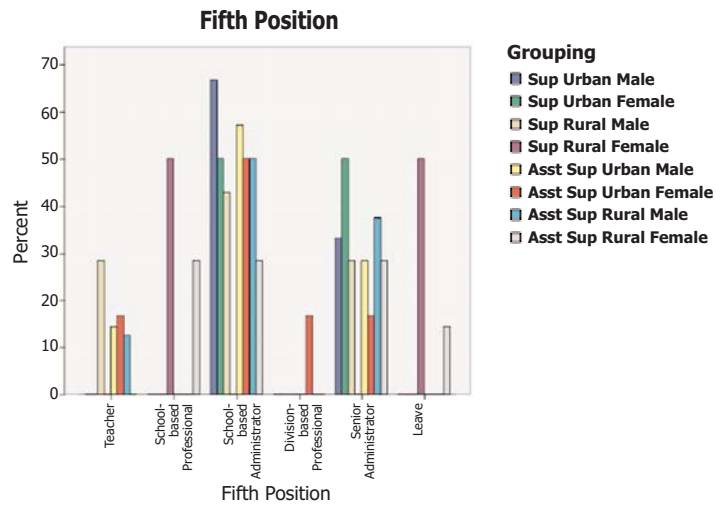 Fifth Position
Grouping
Sup Urban Male
Sup Urban Female
Sup Rural Male
Sup Rural Female
Asst Sup Urban Male
Asst Sup Urban Female
Asst Sup Rural Male
Asst Sup Rural Female
Percent
70
60
50
40
30
20
10
0
Teacher
School-
based
Professional
School-
based
Administrator
Division-
based
Professional
Senior
Administrator
Leave
Fifth Position